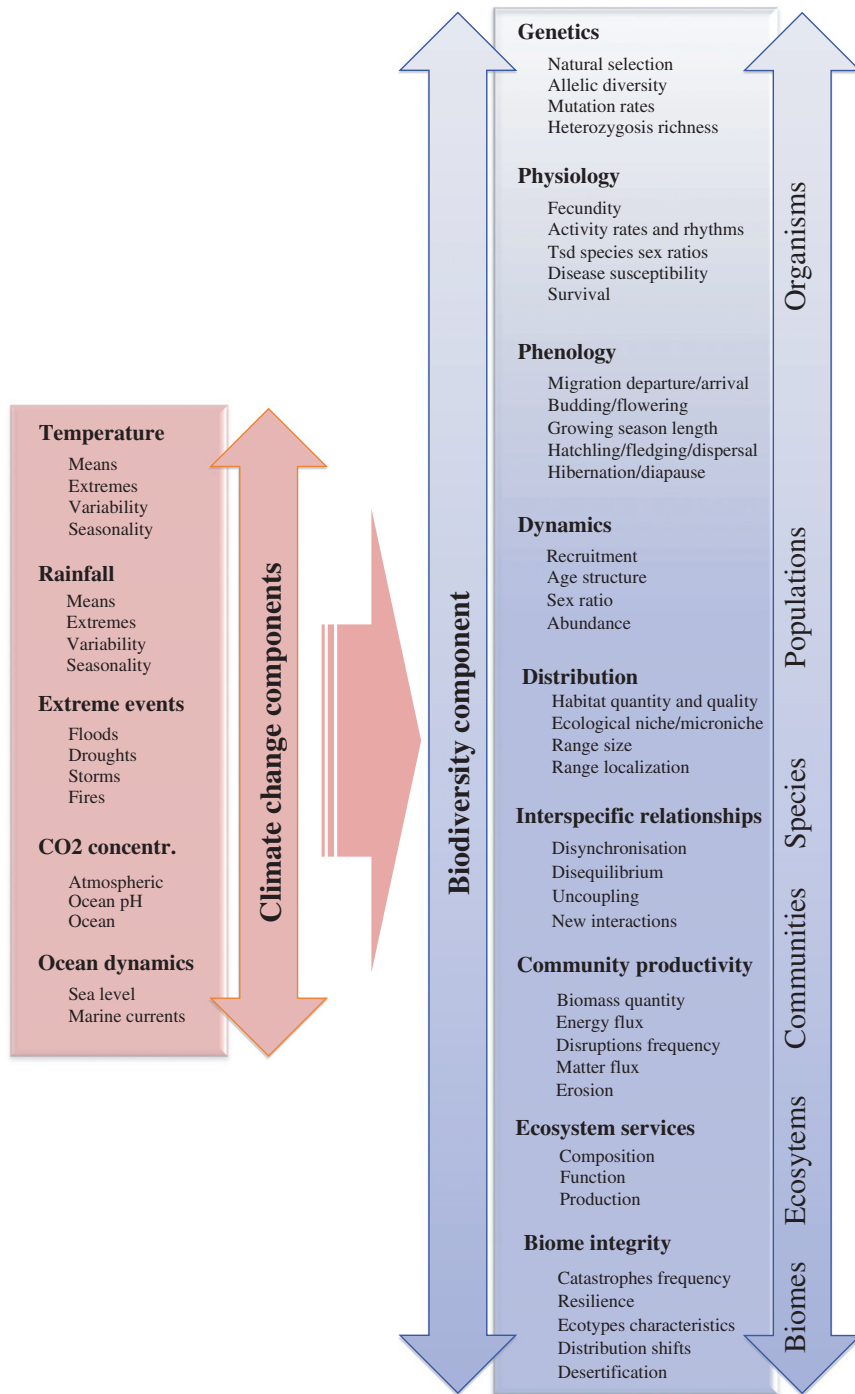 Temperature
Means
Extremes
Variability
Seasonality
Rainfall
Means
Extremes
Variability
Seasonality
Extreme events
Floods
Droughts
Storms
Fires
CO2 concentr.
Atmospheric
Ocean pH
Ocean
Ocean dynamics
Sea level
Marine currents
Climate change components
Biodiversity component
Genetics
Natural selection
Allelic diversity
Mutation rates
Heterozygosis richness
Physiology
Fecundity
Activity rates and rhythms
Tsd species sex ratios
Disease susceptibility
Survival
Phenology
Migration departure/arrival
Budding/flowering
Growing season length
Hatchling/fledging/dispersal
Hibernation/diapause
Dynamics
Recruitment
Age structure
Sex ratio
Abundance
Distribution
Habitat quantity and quality
Ecological niche/microniche
Range size
Range localization
Interspecific relationships
Disynchronisation
Disequilibrium
Uncoupling
New interactions
Community productivity
Biomass quantity
Energy flux
Disruptions frequency
Matter flux
Erosion
Ecosystem services
Composition
Function
Production
Biome integrity
Catastrophes frequency
Resilience
Ecotypes characteristics
Distribution shifts
Desertification
Organisms
Populations
Species
Communities
Ecosytems
Biomes